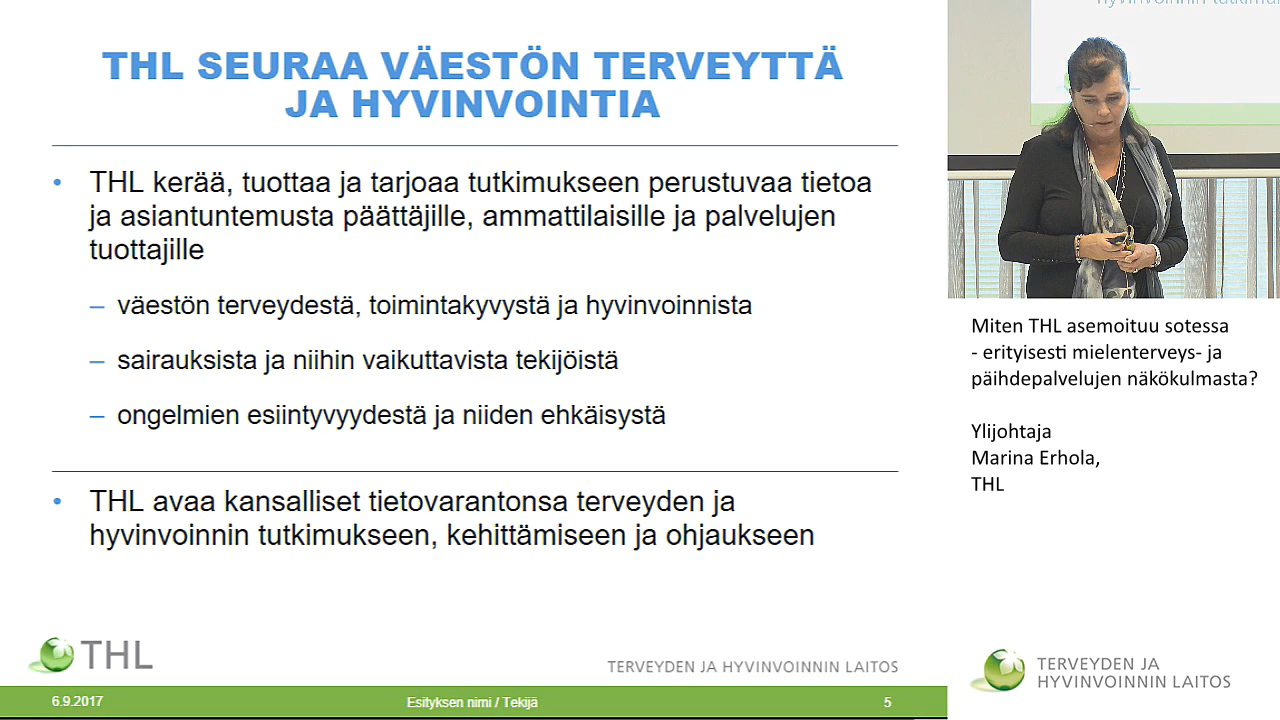 THL SEURAA VÄESTÖN TERVEYTTÄ
JA HYVINVOINTIA
• THL kerää, tuottaa ja tarjoaa tutkimukseen perustuvaa tietoa
ja asiantuntemusta päättäjille, ammattilaisille ja palvelujen
tuottajille
– väestön terveydestä, toimintakyvystä ja hyvinvoinnista
– sairauksista ja niihin vaikuttavista tekijöistä
– ongelmien esiintyvyydestä ja niiden ehkäisystä
• THL avaa kansalliset tietovarantonsa terveyden ja
hyvinvoinnin tutkimukseen, kehittämiseen ja ohjaukseen
THL
TERVEYDEN JA HYVINVOINNIN LAITOS
6.9.2017
Esityksen nimi / Tekijä
5
Miten THL asemoituu sotessa
- erityisesti mielenterveys- ja
päihdepalvelujen näkökulmasta?
Ylijohtaja
Marina Erhola,
THL
TERVEYDEN JA
HYVINVOINNIN LAITOS